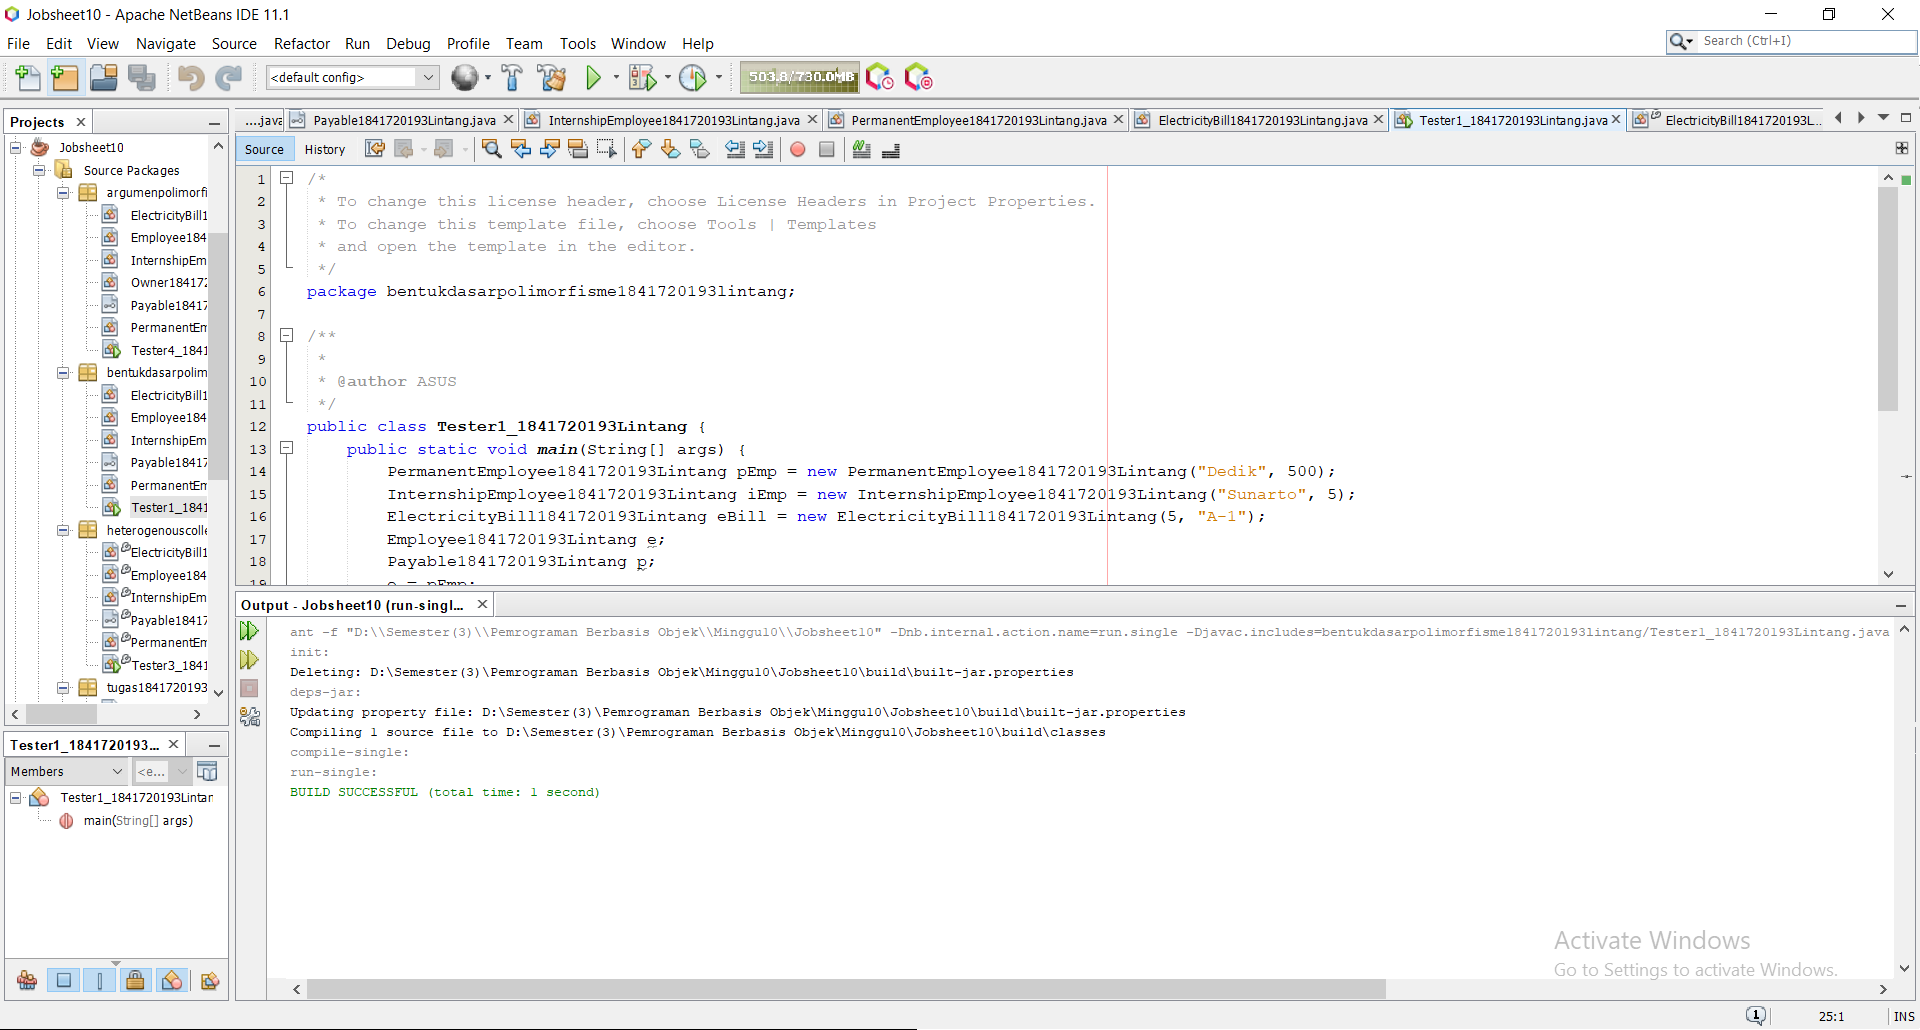 Jobsheet10 - Apache NetBeans IDE 11.1
File Edit View Navigate Source Refactor Run Debug Profile Team Tools Window Help
Search (Ctrl+I)
<default config>
503.8/730.0MB
Projects
Jobsheet10
Source Packages
argumenpolimorfi
ElectricityBill1
Employee184
InternshipEm
Owner18417
Payable18417
PermanentEm
Tester4_1841
bentukdasarpolim
ElectricityBill1
Employee184
InternshipEm
Payable18417
PermanentEm
Tester1_1841
heterogenouscolle
ElectricityBill1
Employee184
InternshipEm
Payable18417
PermanentEm
Tester3_1841
tugas1841720193
Tester1_1841720193...
Members
<e...
Tester1_1841720193Lintan
main(String[] args)
....java
Payable1841720193Lintang.java
InternshipEmployee1841720193Lintang.java
PermanentEmployee1841720193Lintang.java
ElectricityBill1841720193Lintang.java
Tester1_1841720193Lintang.java
ElectricityBill1841720193L...
Source History
1 /*
2 * To change this license header, choose License Headers in Project Properties.
3 * To change this template file, choose Tools | Templates
4 * and open the template in the editor.
5 */
6 package bentukdasarpolimorfisme1841720193lintang;
7
8 /**
9 *
10 * @author ASUS
11 */
12 public class Tester1_1841720193Lintang {
13 public static void main(String[] args) {
14 PermanentEmployee1841720193Lintang pEmp = new PermanentEmployee1841720193Lintang("Dedik", 500);
15 InternshipEmployee1841720193Lintang iEmp = new InternshipEmployee1841720193Lintang("Sunarto", 5);
16 ElectricityBill1841720193Lintang eBill = new ElectricityBill1841720193Lintang(5, "A-1");
17 Employee1841720193Lintang e;
18 Payable1841720193Lintang p;
19 e = pEmp;
Output - Jobsheet10 (run-singl...
ant -f "D:\\Semester(3)\\Pemrograman Berbasis Objek\\Minggu10\\Jobsheet10" -Dnb.internal.action.name=run.single -Djavac.includes=bentukdasarpolimorfisme1841720193lintang/Tester1_1841720193Lintang.java
init:
Deleting: D:\Semester(3)\Pemrograman Berbasis Objek\Minggu10\Jobsheet10\build\built-jar.properties
deps-jar:
Updating property file: D:\Semester(3)\Pemrograman Berbasis Objek\Minggu10\Jobsheet10\build\built-jar.properties
Compiling 1 source file to D:\Semester(3)\Pemrograman Berbasis Objek\Minggu10\Jobsheet10\build\classes
compile-single:
run-single:
BUILD SUCCESSFUL (total time: 1 second)
Activate Windows
Go to Settings to activate Windows.
1
25:1
INS